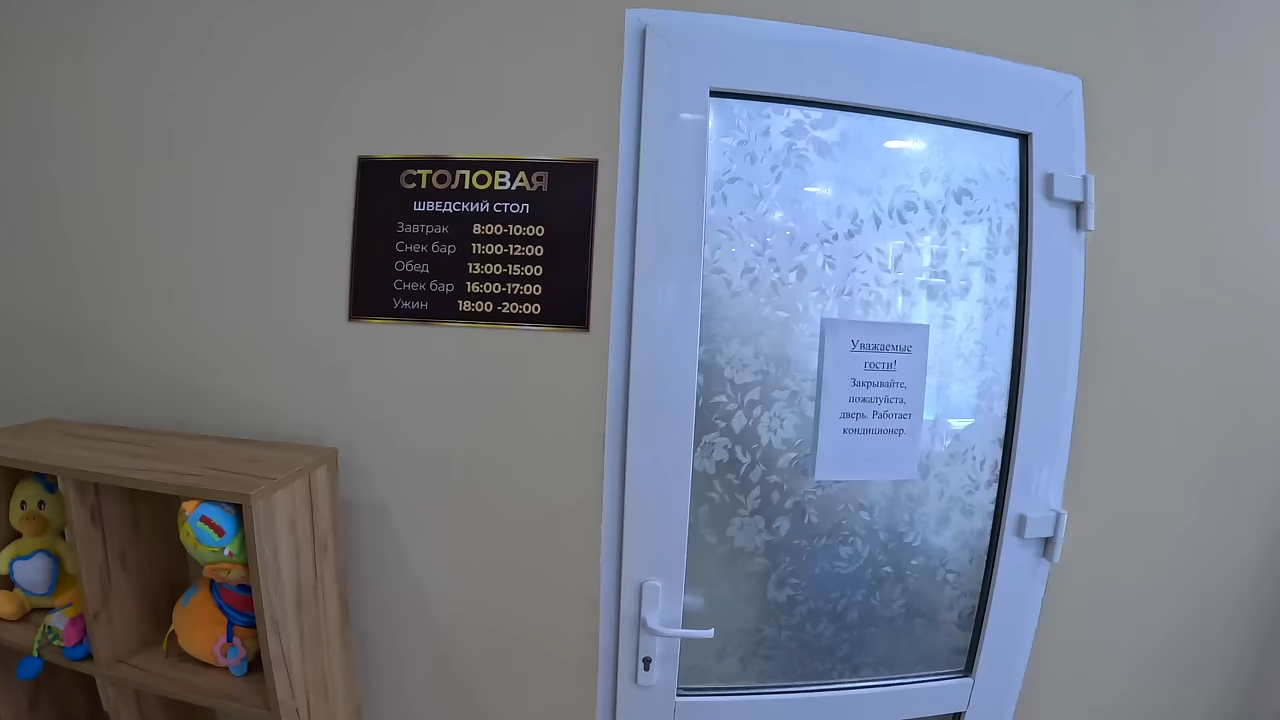 СТОЛОВАЯ
ШВЕДСКИЙ СТОЛ
Завтрак 8:00-10:00
Снек бар 11:00-12:00
Обед 13:00-15:00
Снек бар 16:00-17:00
Ужин 18:00 -20:00
Уважаемые
гости!
Закрывайте,
пожалуйста,
дверь. Работает
кондиционер.